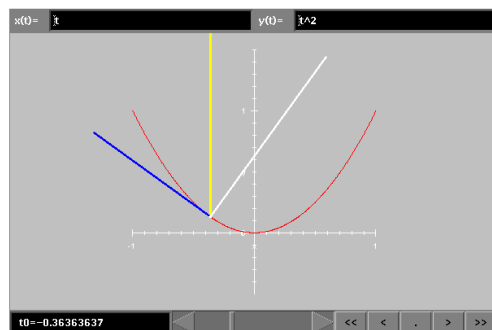 x(t)= t y(t)= t^2
1
-1 1
t0=-0.36363637 << < . > >>